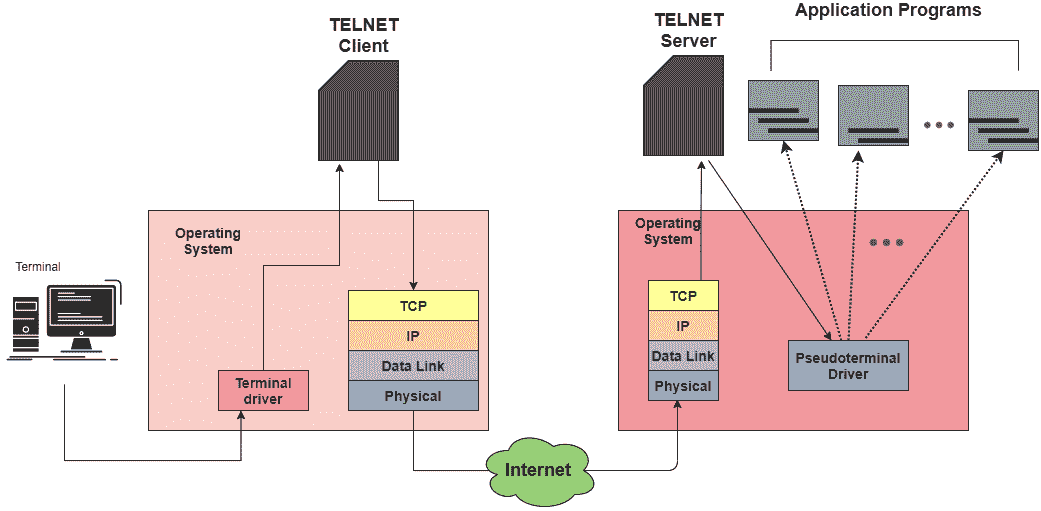 TELNET
Client
TELNET
Server
Application Programs
Operating
System
Operating
System
Terminal
TCP
IP
Data Link
Physical
Terminal
driver
TCP
IP
Data Link
Physical
Pseudoterminal
Driver
Internet